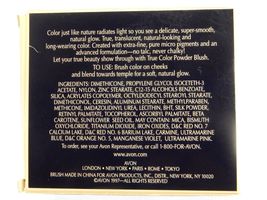 Color just like nature radiates light so you see a delicate, super-smooth,
natural glow. True, translucent, natural-looking and
long-wearing color. Created with extra-fine, pure micro pigments and an
advanced formulation—no talc, never chalky!
Let your true beauty show through with True Color Powder Blush.
TO USE: Brush color on cheeks
and blend towards temple for a soft, natural glow.
INGREDIENTS: DIMETHICONE, PROPYLENE GLYCOL ISOCETETH-3
ACETATE, NYLON, ZINC STEARATE, C12-15 ALCOHOLS BENZOATE,
SILICA, ACRYLATES COPOLYMER, OCTYLDODECYL STEAROYL STEARATE,
DIMETHICONOL, CERESIN, ALUMINUM STEARATE, METHYLPARABEN,
METHICONE, IMIDAZOLIDINYL UREA, LECITHIN, BHT, SILK POWDER,
RETINYL PALMITATE, TOCOPHEROL, ASCORBYL PALMITATE, BETA
CAROTINE, SUNFLOWER SEED OIL. MAY CONTAIN: MICA, BISMUTH
OXYCHLORIDE, TITANIUM DIOXIDE, IRON OXIDES, D&C RED NO. 7
CALCIUM LAKE, D&C RED NO. 6 BARIUM LAKE, CARMINE, ULTRAMARINE
BLUE, D&C ORANGE NO. 5, MANGANESE VIOLET, ULTRAMARINE PINK.
To order, see your Avon Representative, or call 1-800-FOR-AVON.
www.avon.com
AVON
LONDON • NEW YORK • PARIS • ROME • TOKYO
BRUSH MADE IN CHINA FOR AVON PRODUCTS, INC., DISTR., NEW YORK, NY 10020
©AVON 1997—ALL RIGHTS RESERVED